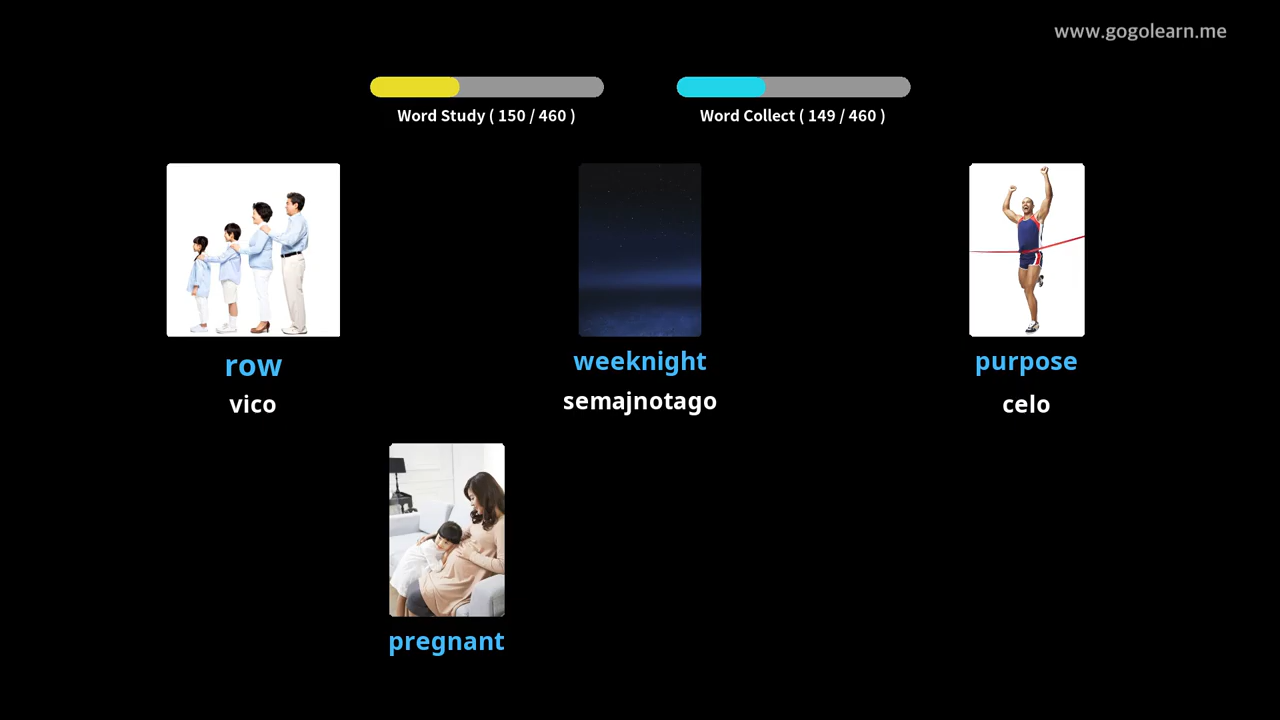 www.gogolearn.me
Word Study ( 150 / 460 )
Word Collect ( 149 / 460 )
row
weeknight
purpose
vico
semajnotago
celo
pregnant